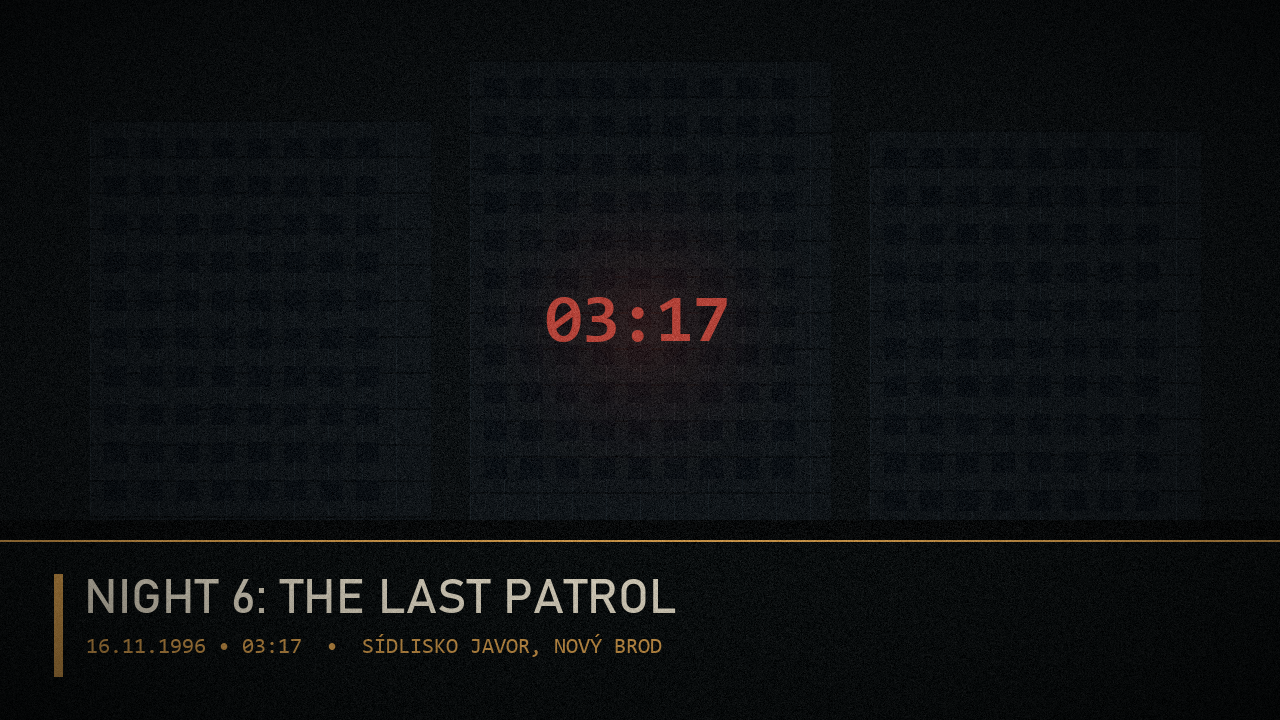 03:17
NIGHT 6: THE LAST PATROL
16.11.1996 • 03:17 • SÍDLISKO JAVOR, NOVÝ BROD